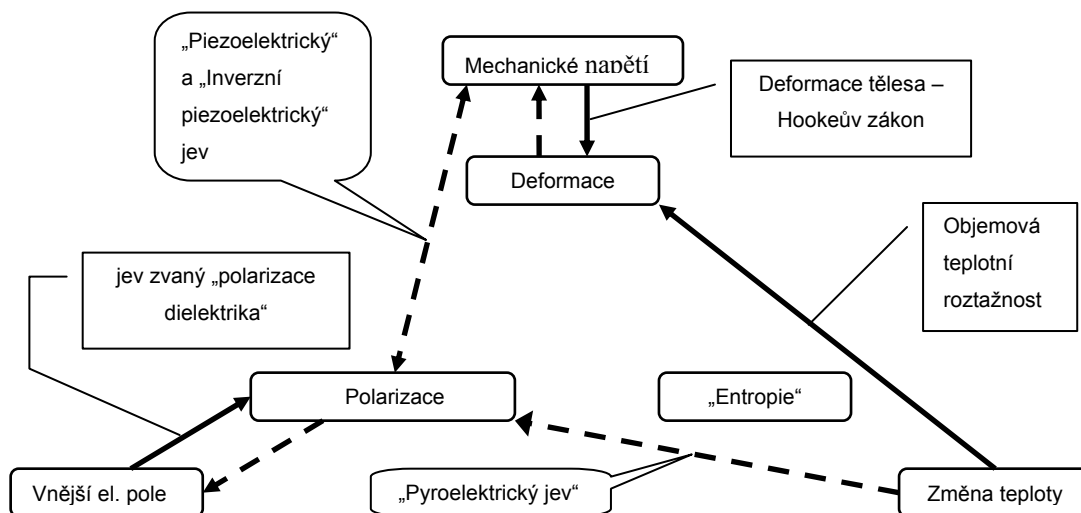 „Piezoelektrický“
a „Inverzní
piezoelektrický“
jev
Mechanické napětí
Deformace tělesa –
Hookeův zákon
Deformace
Objemová
teplotní
roztažnost
jev zvaný „polarizace
dielektrika“
Polarizace
„Entropie“
Vnější el. pole
„Pyroelektrický jev“
Změna teploty